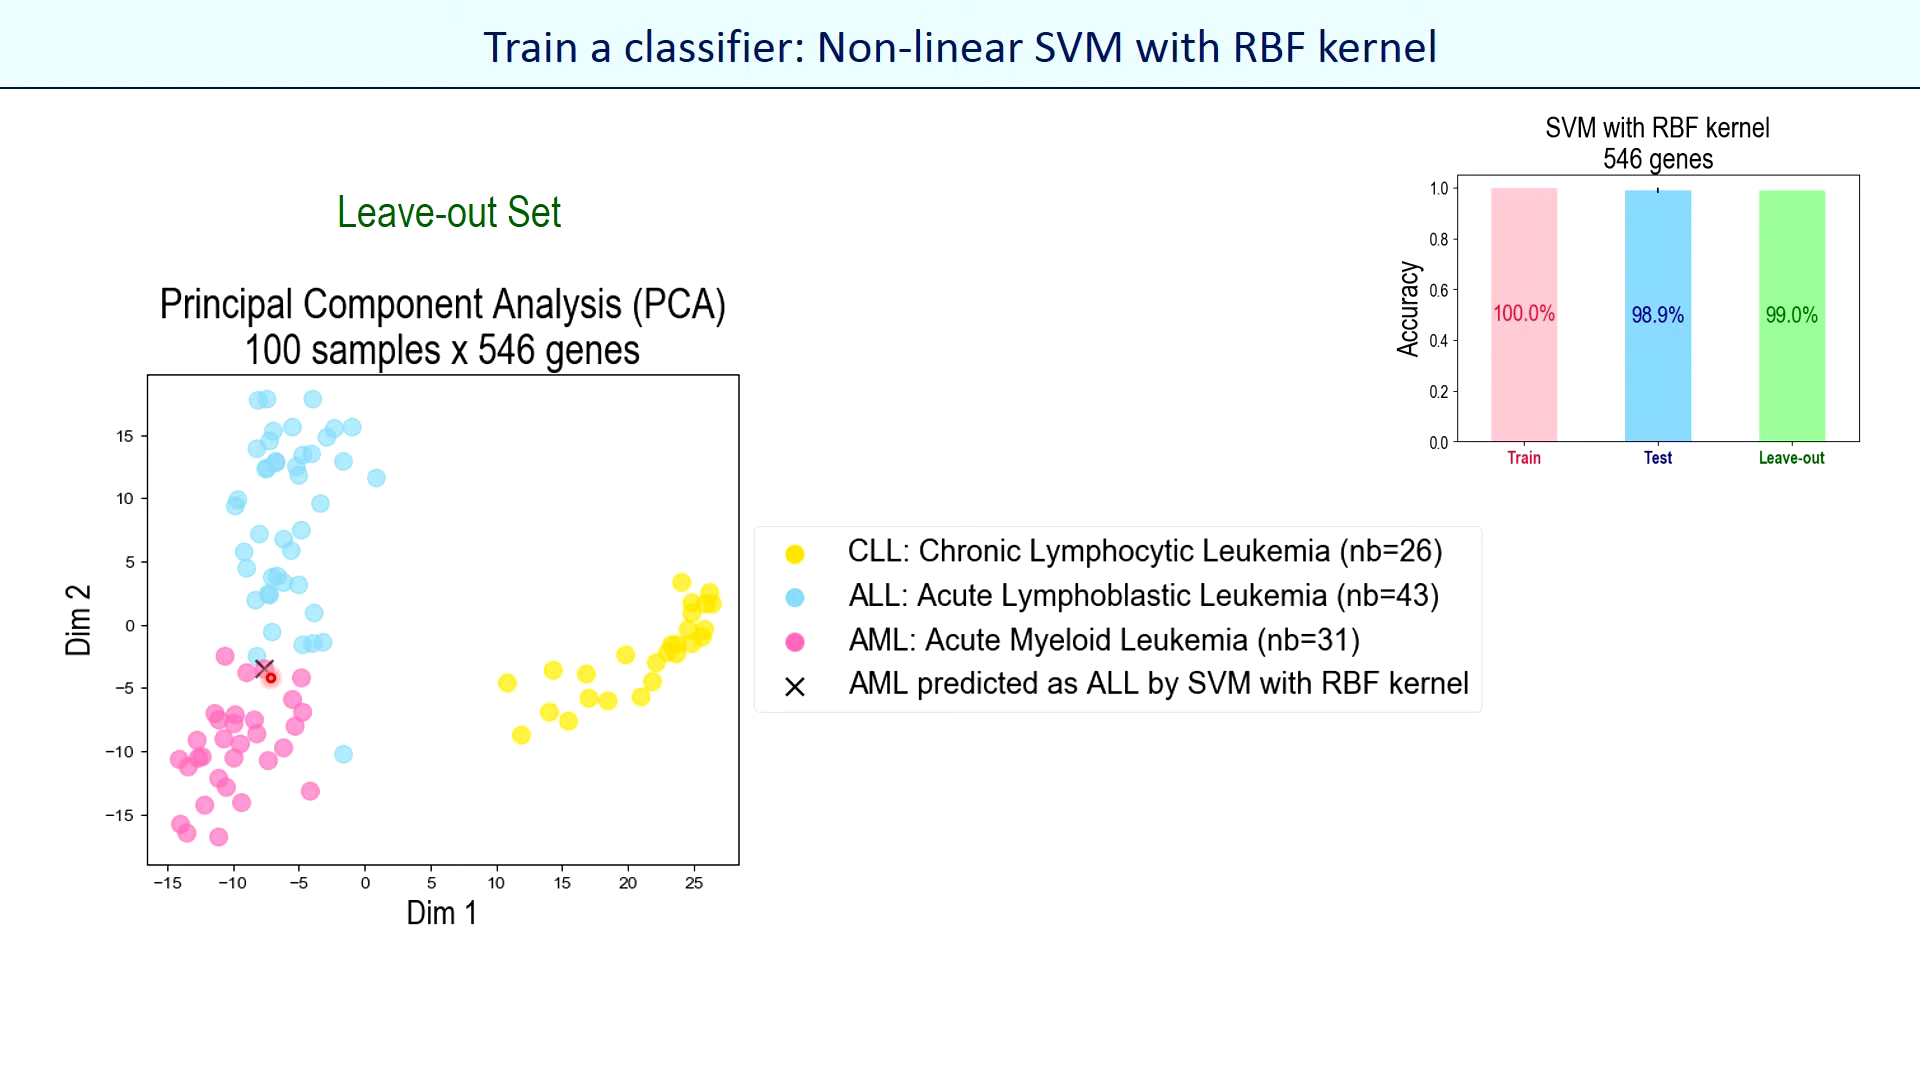 Train a classifier: Non-linear SVM with RBF kernel
SVM with RBF kernel
546 genes
Accuracy
1.0
0.8
0.6
0.4
0.2
0.0
100.0%
98.9%
99.0%
Train
Test
Leave-out
Leave-out Set
Principal Component Analysis (PCA)
100 samples x 546 genes
Dim 2
15
10
5
0
−5
−10
−15
−15
−10
−5
0
5
10
15
20
25
Dim 1
CLL: Chronic Lymphocytic Leukemia (nb=26)
ALL: Acute Lymphoblastic Leukemia (nb=43)
AML: Acute Myeloid Leukemia (nb=31)
AML predicted as ALL by SVM with RBF kernel